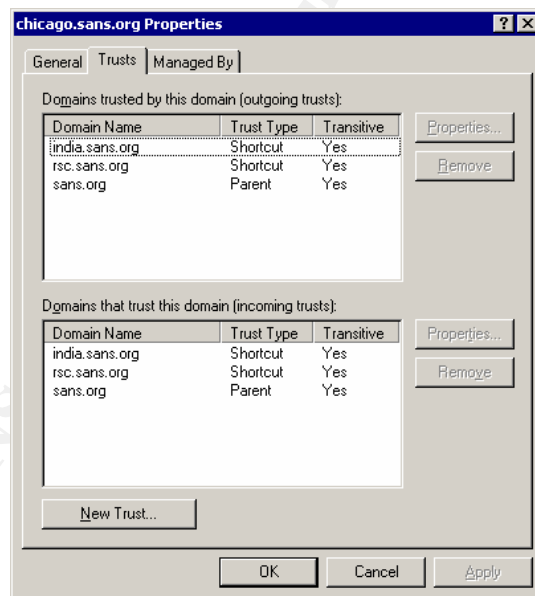 chicago.sans.org Properties
General Trusts Managed By
Domains trusted by this domain (outgoing trusts):
Domain Name Trust Type Transitive
india.sans.org Shortcut Yes
rsc.sans.org Shortcut Yes
sans.org Parent Yes
Properties...
Remove
Domains that trust this domain (incoming trusts):
Domain Name Trust Type Transitive
india.sans.org Shortcut Yes
rsc.sans.org Shortcut Yes
sans.org Parent Yes
Properties...
Remove
New Trust...
OK Cancel Apply